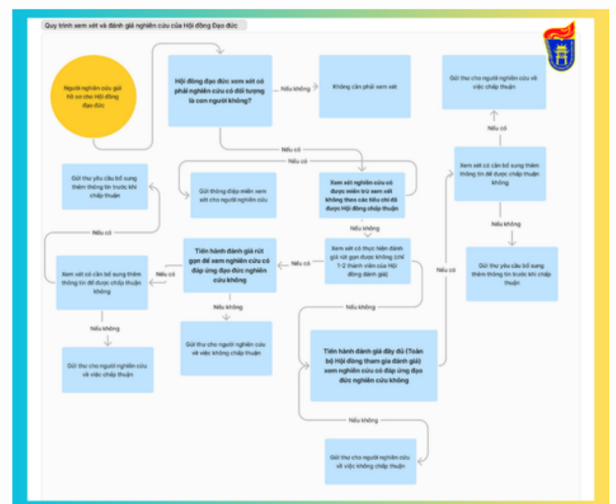 Quy trình xem xét và đánh giá nghiên cứu của Hội đồng Đạo đức
Người nghiên cứu gửi
hồ sơ cho Hội đồng
đạo đức
Hội đồng đạo đức xem xét có
phải nghiên cứu có đối tượng
là con người không?
Nếu không
Không cần phải xem xét
Gửi thư cho người nghiên cứu về
việc chấp thuận
Nếu có
Nếu có
Nếu có
Gửi thư yêu cầu bổ sung
thêm thông tin trước khi
chấp thuận
Gửi thông điệp miễn xem
xét cho người nghiên cứu
Xem xét nghiên cứu có
được miễn trừ xem xét
không theo các tiêu chí đã
được Hội đồng chấp thuận
Xem xét có cần bổ sung thêm
thông tin để được chấp thuận
không
Nếu không
Nếu không
Nếu có
Tiến hành đánh giá rút
gọn để xem nghiên cứu có
đáp ứng đạo đức nghiên
cứu không
Nếu có
Xem xét có thực hiện đánh
giá rút gọn được không (chỉ
1-2 thành viên của Hội
đồng đánh giá)
Xem xét có cần bổ sung thêm
thông tin để được chấp thuận
không
Nếu có
Nếu có
Gửi thư yêu cầu bổ sung
thêm thông tin trước khi
chấp thuận
Nếu không
Nếu không
Nếu không
Gửi thư cho người nghiên cứu
về việc không chấp thuận
Gửi thư cho người nghiên cứu
về việc chấp thuận
Tiến hành đánh giá đầy đủ (Toàn
bộ Hội đồng tham gia đánh giá)
xem nghiên cứu có đáp ứng đạo
đức nghiên cứu không
Nếu không
Gửi thư cho người nghiên cứu
về việc không chấp thuận